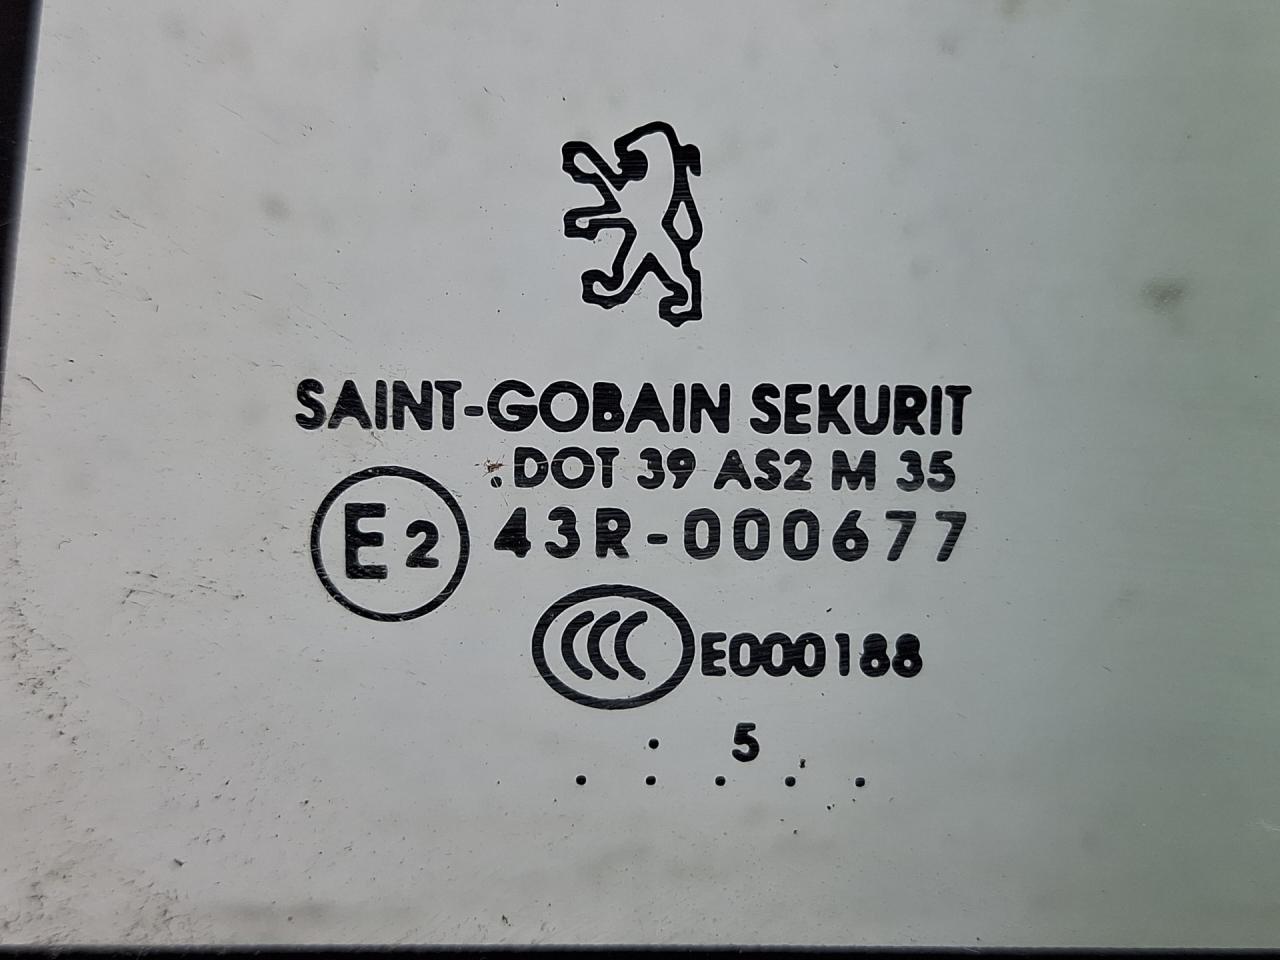 SAINT-GOBAIN SEKURIT
.DOT 39 AS2 M 35
E2 43R-000677
CCC E000188
. 5
. . . . .